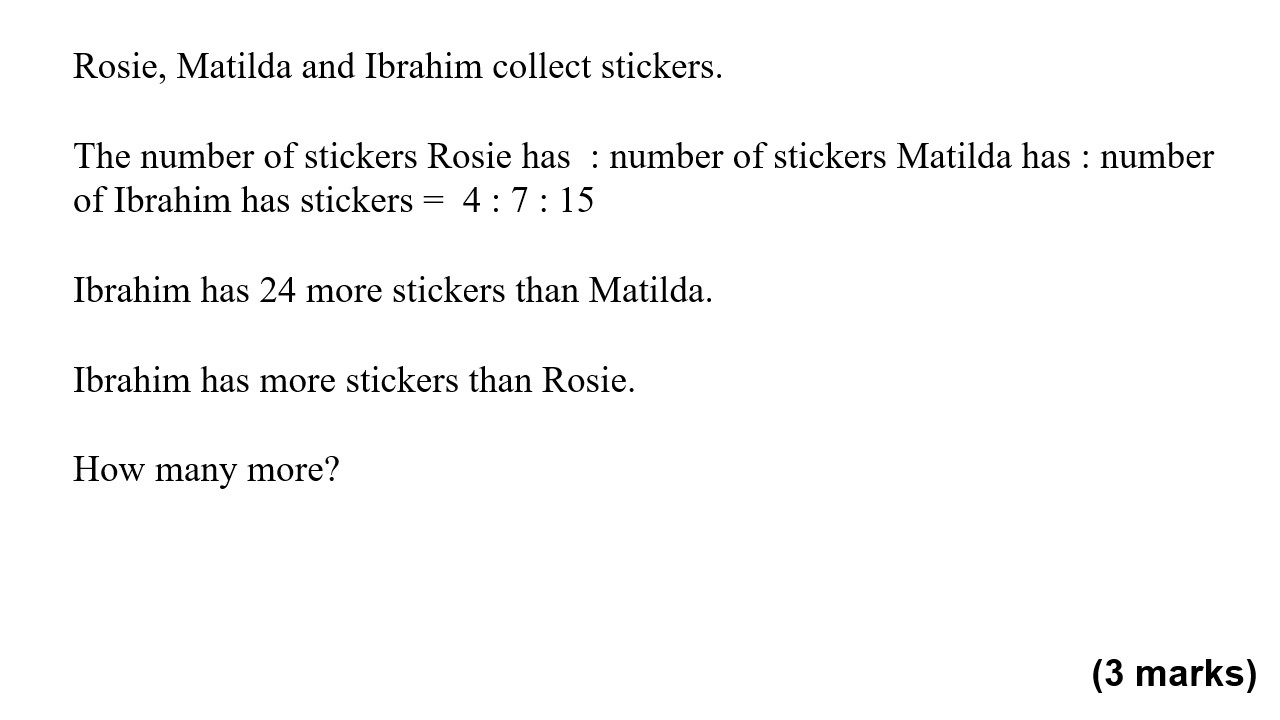 Rosie, Matilda and Ibrahim collect stickers.
The number of stickers Rosie has  : number of stickers Matilda has : number
of Ibrahim has stickers =  4 : 7 : 15
Ibrahim has 24 more stickers than Matilda.
Ibrahim has more stickers than Rosie.
How many more?
(3 marks)